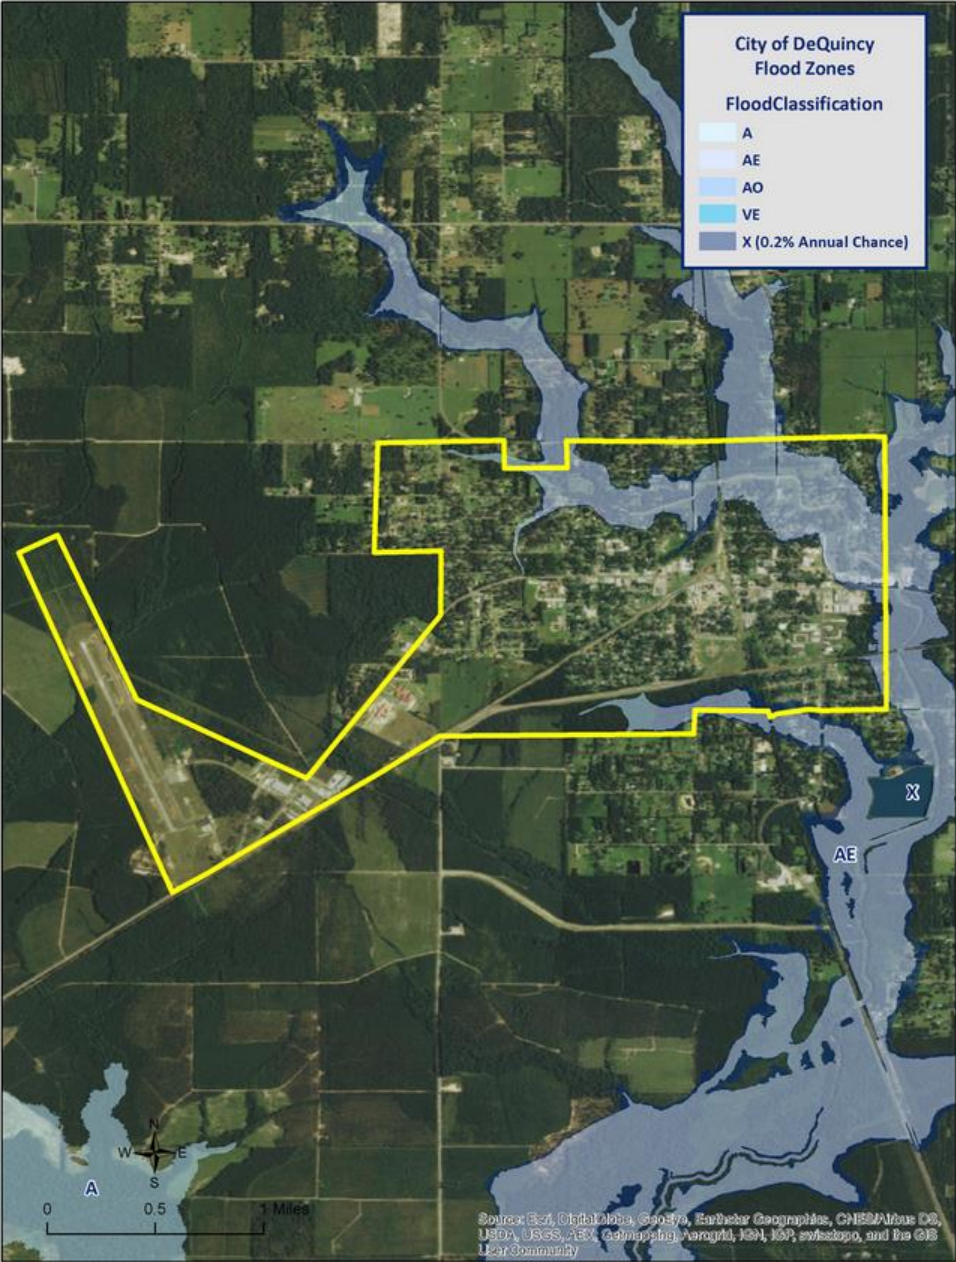 City of DeQuincy
Flood Zones
FloodClassification
A
AE
AO
VE
X (0.2% Annual Chance)
X
AE
A
N
W E
S
0 0.5 1 Miles
Source: Esri, DigitalGlobe, GeoEye, Earthstar Geographics, CNES/Airbus DS,
USDA, USGS, AEX, Getmapping, Aerogrid, IGN, IGP, swisstopo, and the GIS
User Community